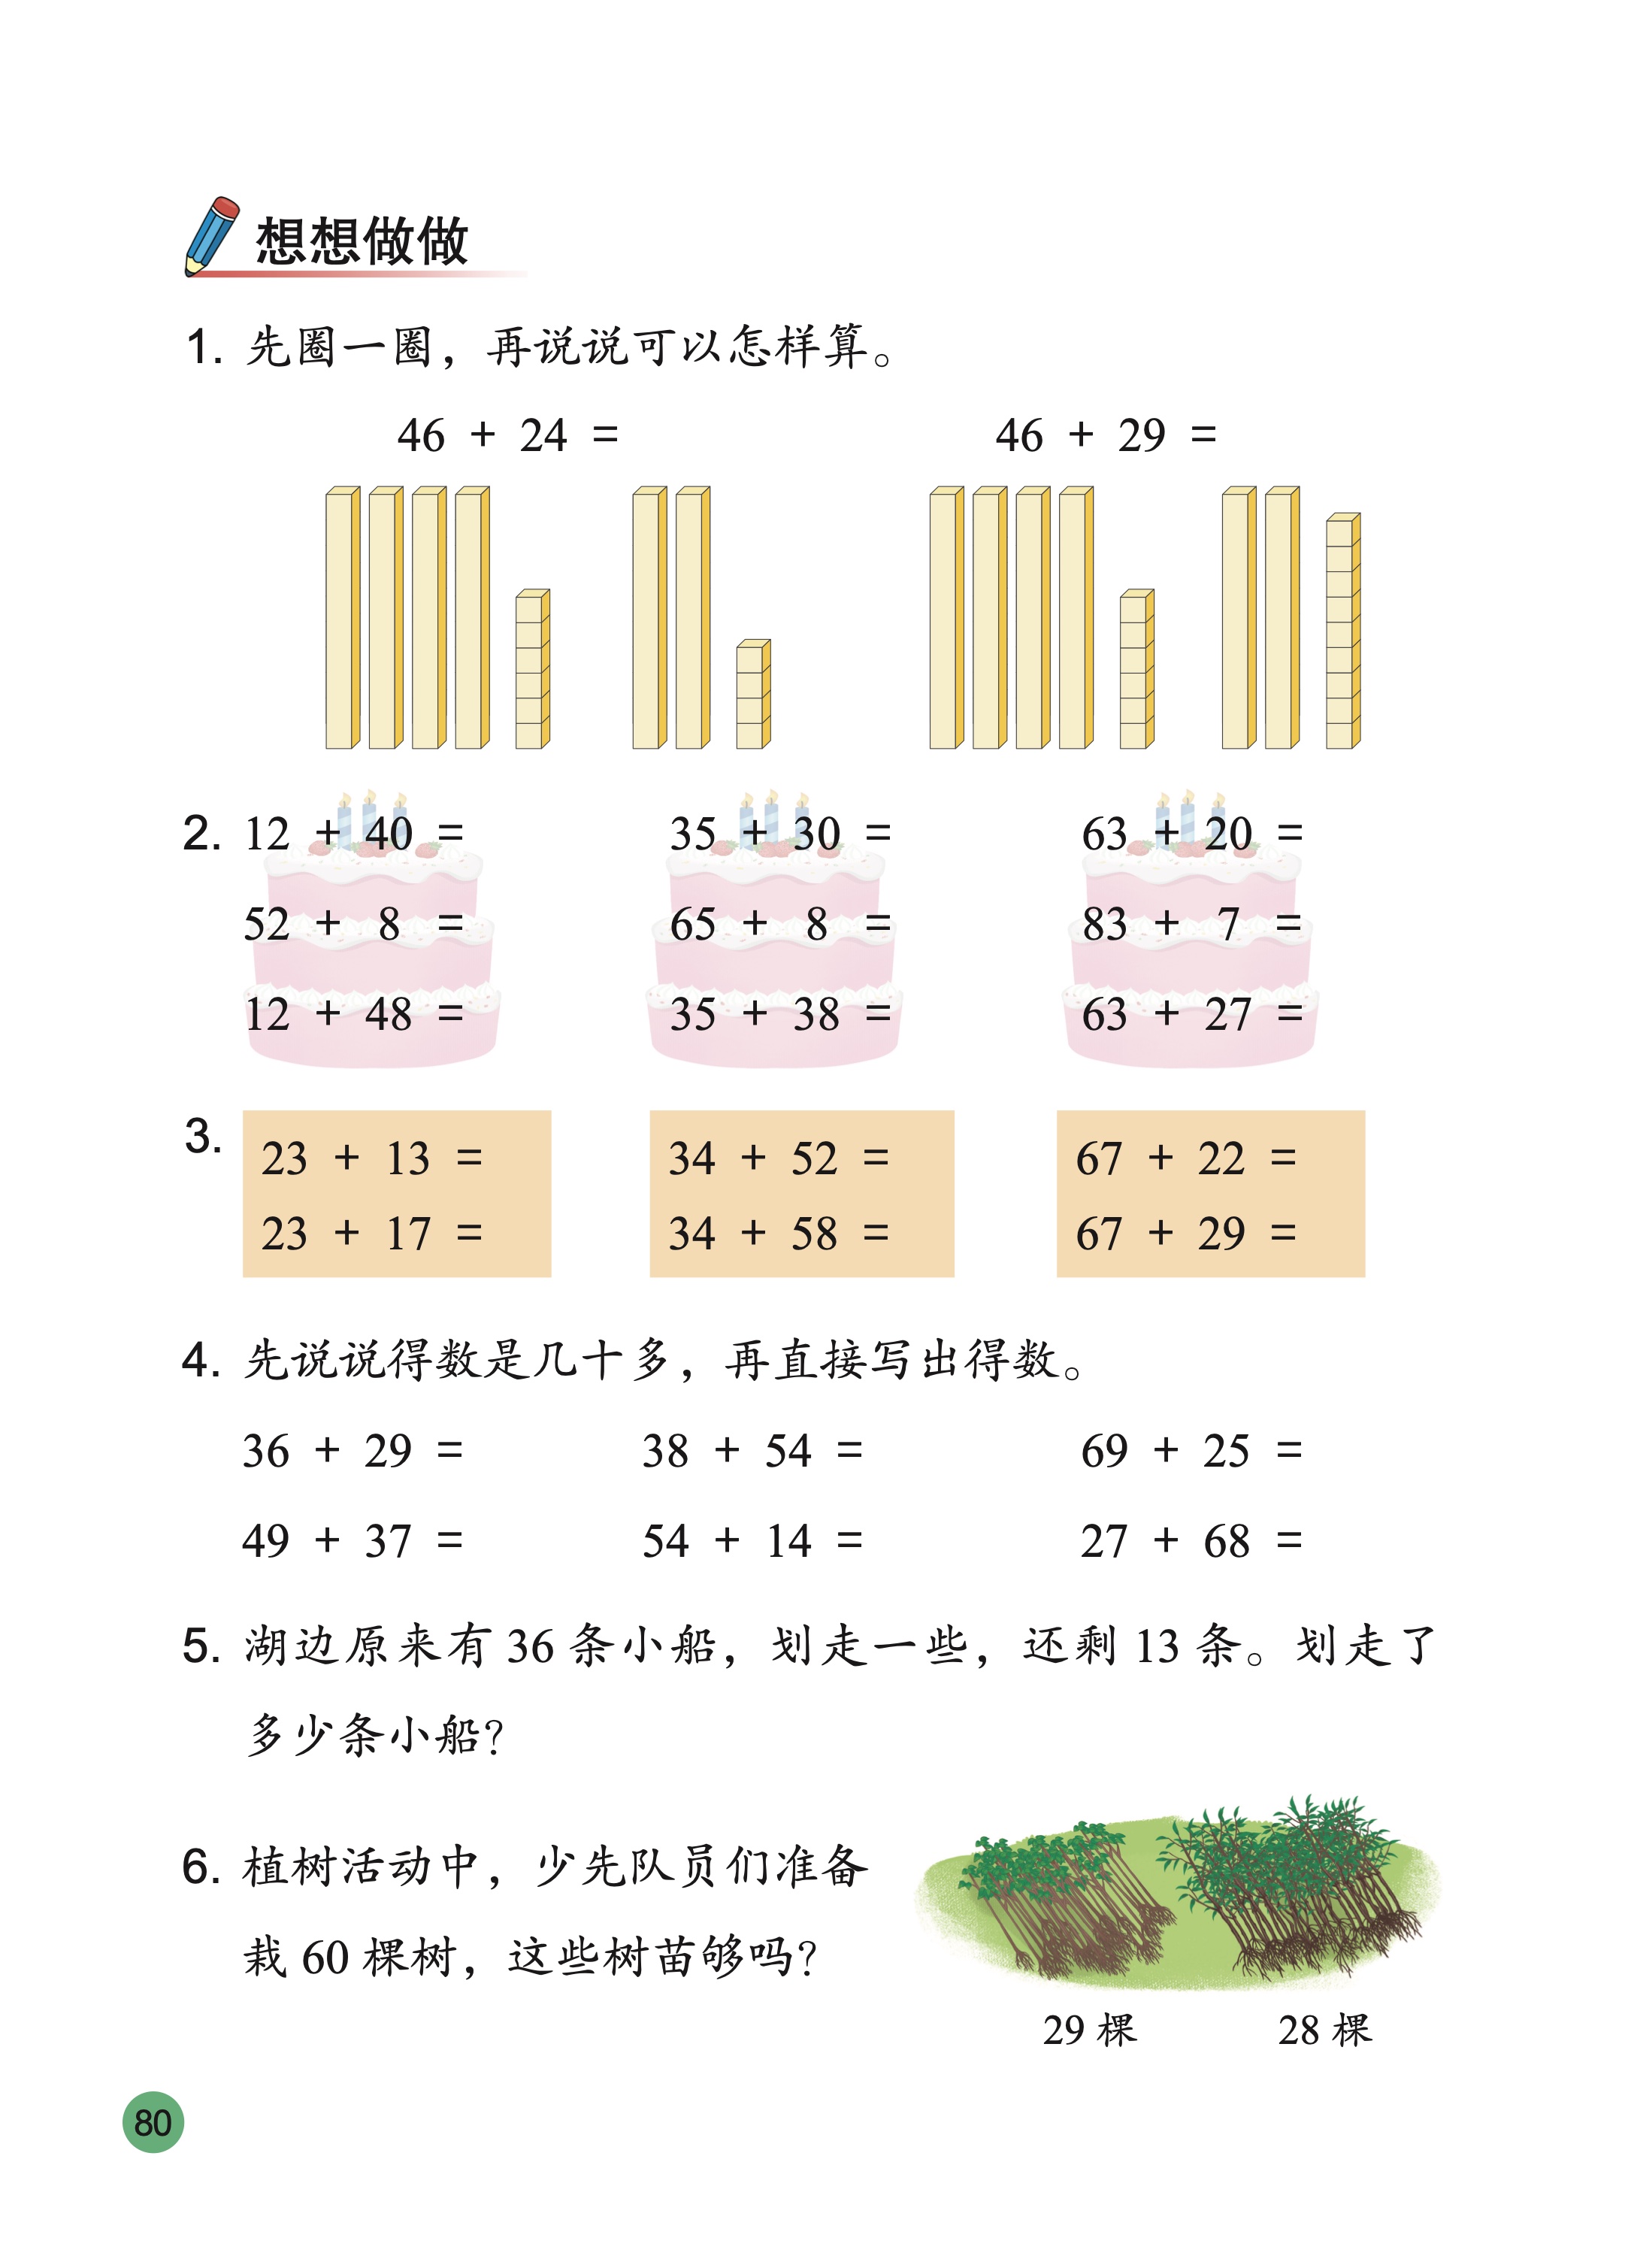 想想做做
1. 先圈一圈，再说说可以怎样算。
46 + 24 = 46 + 29 =
2. 12 + 40 = 35 + 30 = 63 + 20 =
52 + 8 = 65 + 8 = 83 + 7 =
12 + 48 = 35 + 38 = 63 + 27 =
3. 23 + 13 = 34 + 52 = 67 + 22 =
23 + 17 = 34 + 58 = 67 + 29 =
4. 先说说得数是几十多，再直接写出得数。
36 + 29 = 38 + 54 = 69 + 25 =
49 + 37 = 54 + 14 = 27 + 68 =
5. 湖边原来有 36 条小船，划走一些，还剩 13 条。划走了
多少条小船？
6. 植树活动中，少先队员们准备
栽 60 棵树，这些树苗够吗？
29 棵 28 棵
80